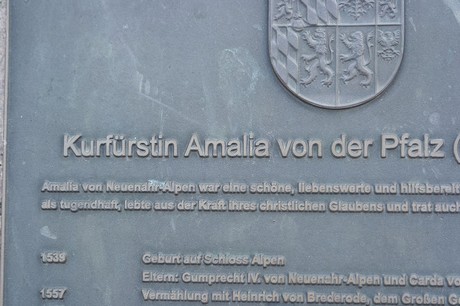 Kurfürstin Amalia von der Pfalz (
Amalia von Neuenahr-Alpen war eine schöne, liebenswerte und hilfsbereit
als tugendhaft, lebte aus der Kraft ihres christlichen Glaubens und trat auch
1539 Geburt auf Schloss Alpen
Eltern: Gumprecht IV. von Neuenahr-Alpen und Carda vo
1557 Vermählung mit Heinrich von Brederode, dem Großen G